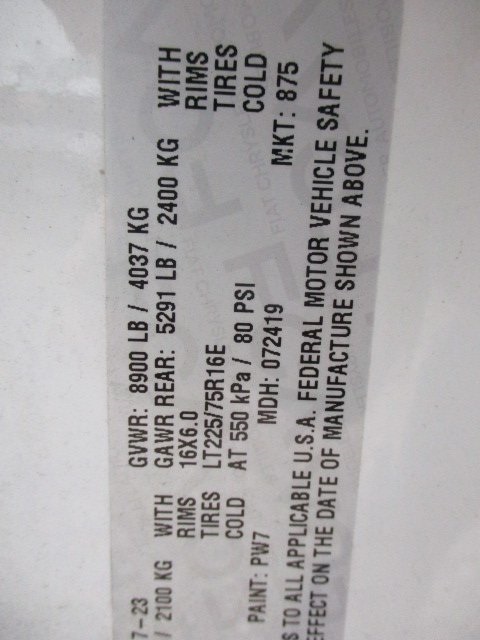 7-23 GVWR: 8900 LB / 4037 KG
/ 2100 KG WITH GAWR REAR: 5291 LB / 2400 KG WITH
RIMS 16X6.0 RIMS
TIRES LT225/75R16E TIRES
COLD AT 550 kPa / 80 PSI COLD
PAINT: PW7 MDH: 072419 MKT: 875
S TO ALL APPLICABLE U.S.A. FEDERAL MOTOR VEHICLE SAFETY
EFFECT ON THE DATE OF MANUFACTURE SHOWN ABOVE.